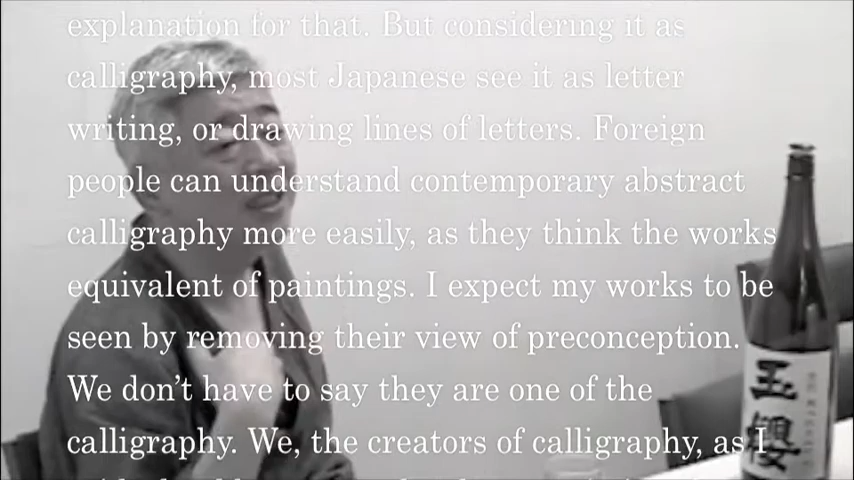 explanation for that. But considering it as
calligraphy, most Japanese see it as letter
writing, or drawing lines of letters. Foreign
people can understand contemporary abstract
calligraphy more easily, as they think the works
equivalent of paintings. I expect my works to be
seen by removing their view of preconception.
We don't have to say they are one of the
calligraphy. We, the creators of calligraphy, as I
玉櫻